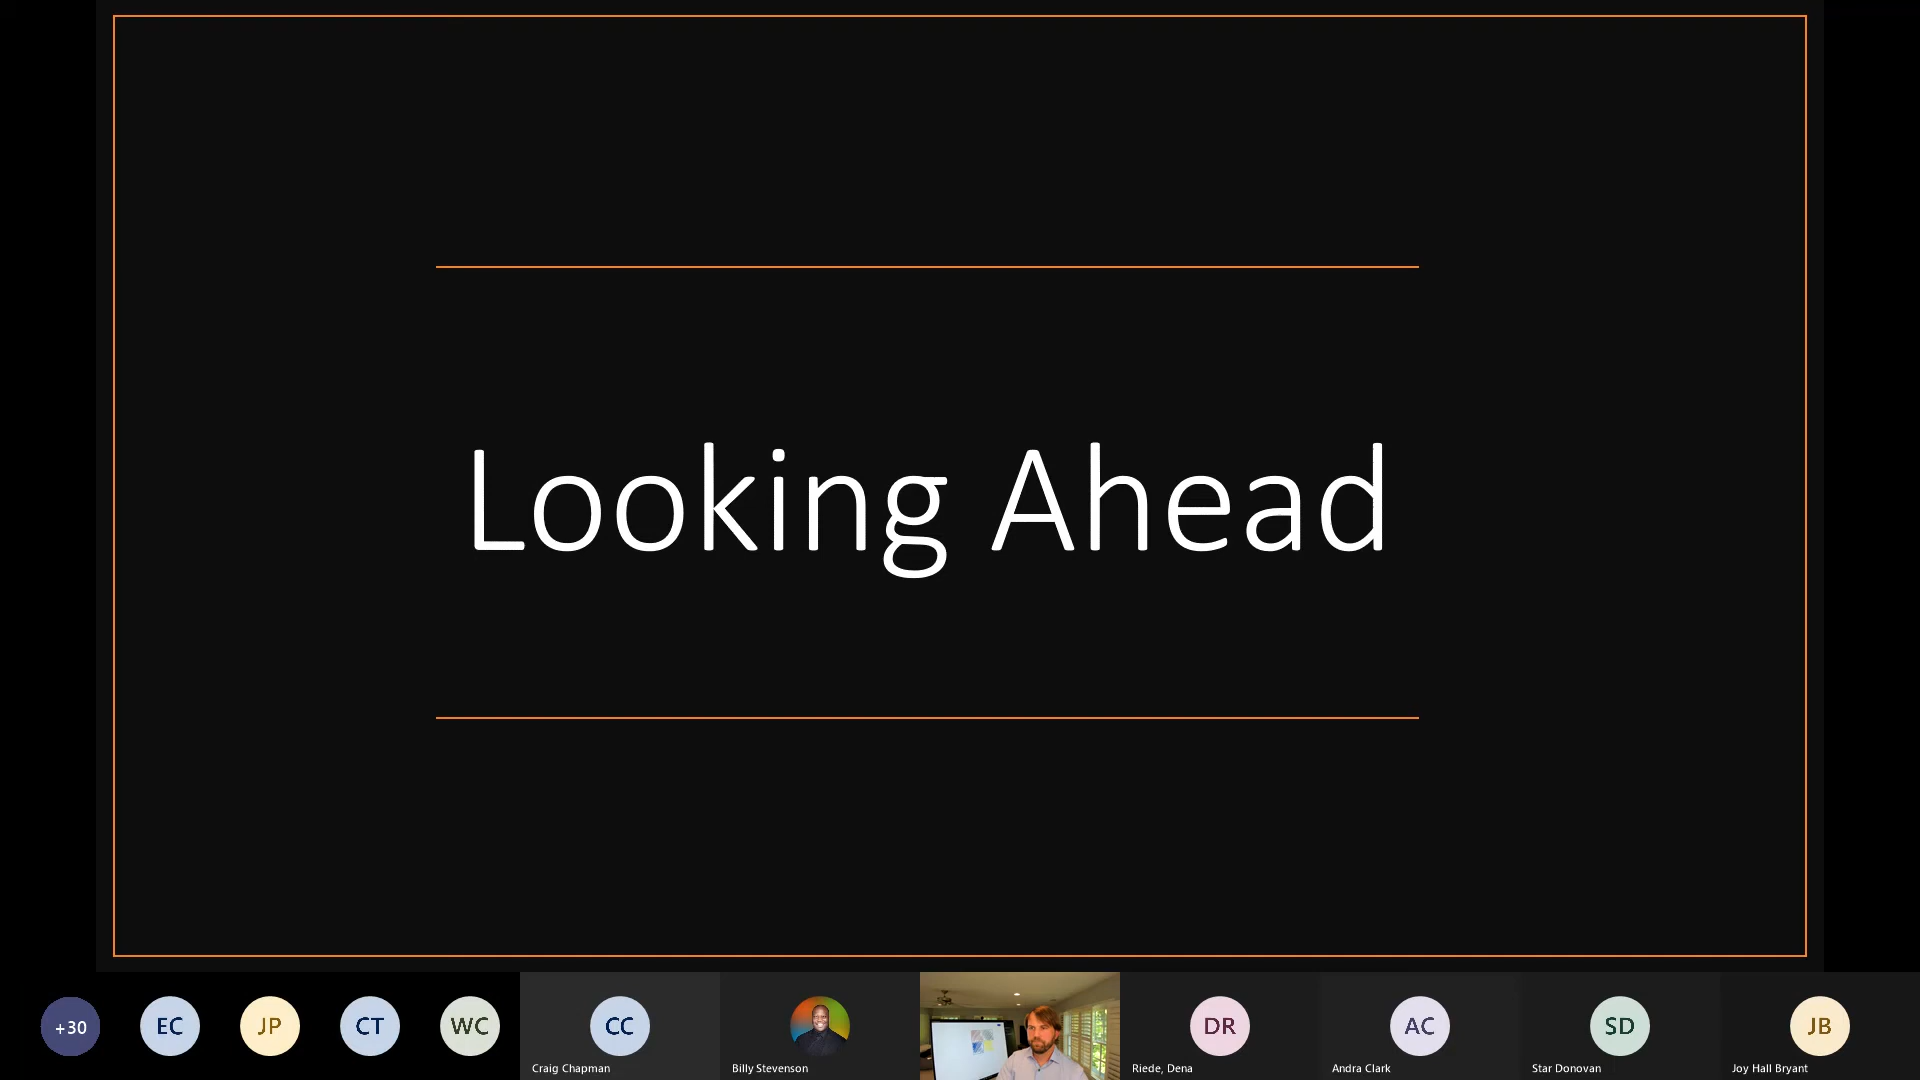 Looking Ahead
+30
EC
JP
CT
WC
CC
DR
AC
SD
JB
Craig Chapman
Billy Stevenson
Riede, Dena
Andra Clark
Star Donovan
Joy Hall Bryant